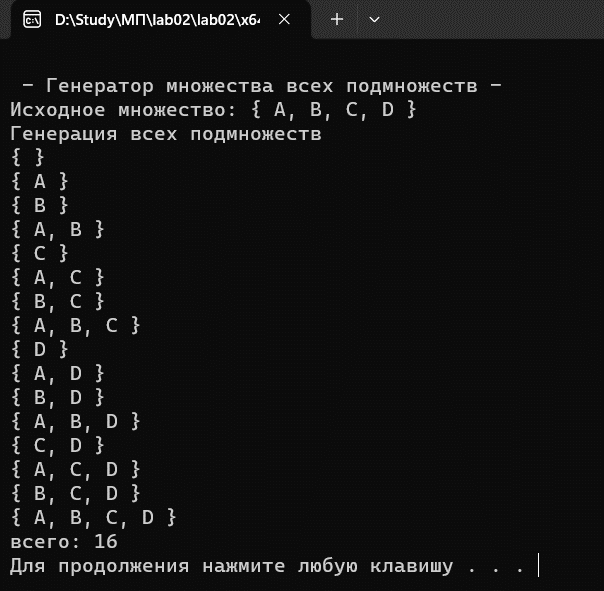 D:\Study\МП\lab02\lab02\x6
- Генератор множества всех подмножеств -
Исходное множество: { A, B, C, D }
Генерация всех подмножеств
{ }
{ A }
{ B }
{ A, B }
{ C }
{ A, C }
{ B, C }
{ A, B, C }
{ D }
{ A, D }
{ B, D }
{ A, B, D }
{ C, D }
{ A, C, D }
{ B, C, D }
{ A, B, C, D }
всего: 16
Для продолжения нажмите любую клавишу . . .